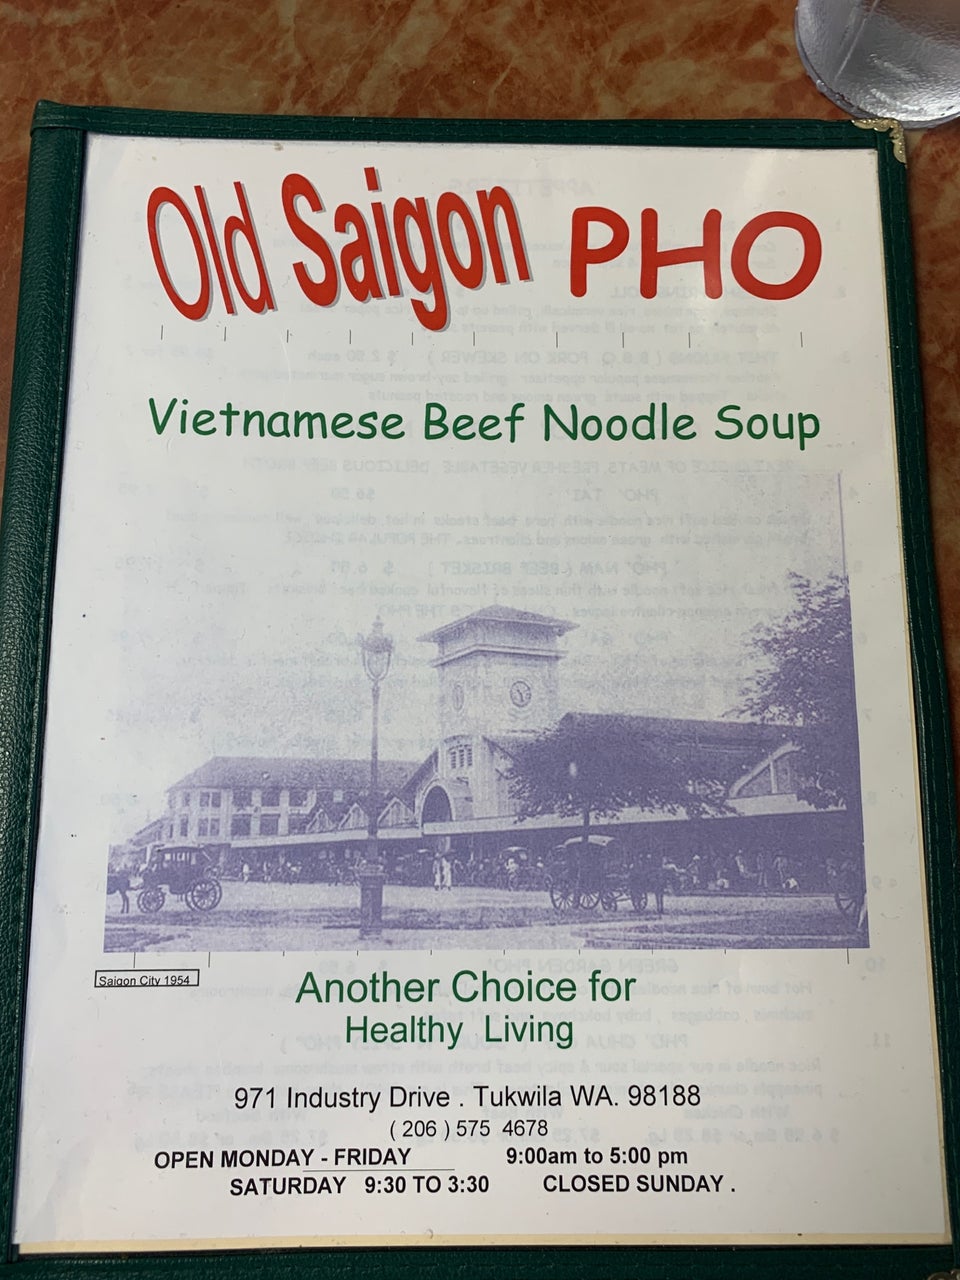 Old Saigon PHO
Vietnamese Beef Noodle Soup
Saigon City 1954
Another Choice for
Healthy Living
971 Industry Drive . Tukwila WA. 98188
( 206 ) 575 4678
OPEN MONDAY - FRIDAY 9:00am to 5:00 pm
SATURDAY 9:30 TO 3:30 CLOSED SUNDAY .